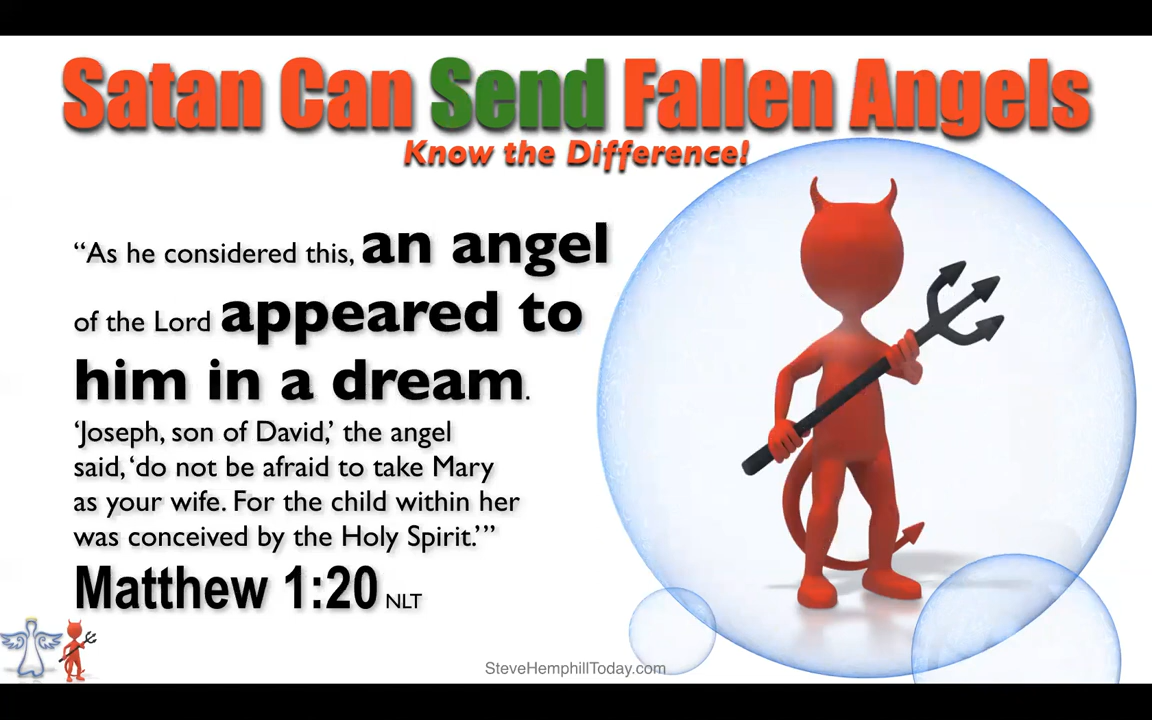 Satan Can Send Fallen Angels
Know the Difference!
“As he considered this, an angel
of the Lord appeared to
him in a dream.
‘Joseph, son of David,’ the angel
said, ‘do not be afraid to take Mary
as your wife. For the child within her
was conceived by the Holy Spirit.’”
Matthew 1:20 NLT
SteveHemphillToday.com